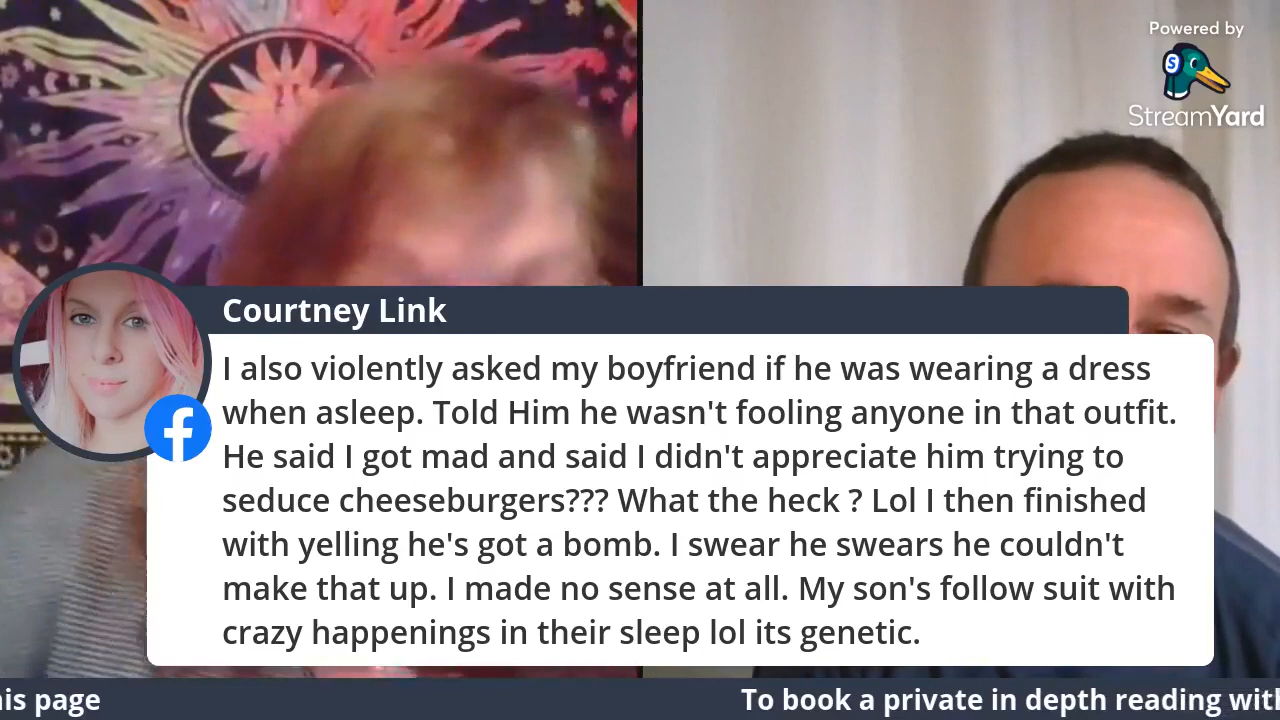 Powered by
S
StreamYard
Courtney Link
I also violently asked my boyfriend if he was wearing a dress
when asleep. Told Him he wasn't fooling anyone in that outfit.
He said I got mad and said I didn't appreciate him trying to
seduce cheeseburgers??? What the heck ? Lol I then finished
with yelling he's got a bomb. I swear he swears he couldn't
make that up. I made no sense at all. My son's follow suit with
crazy happenings in their sleep lol its genetic.
his page
To book a private in depth reading with